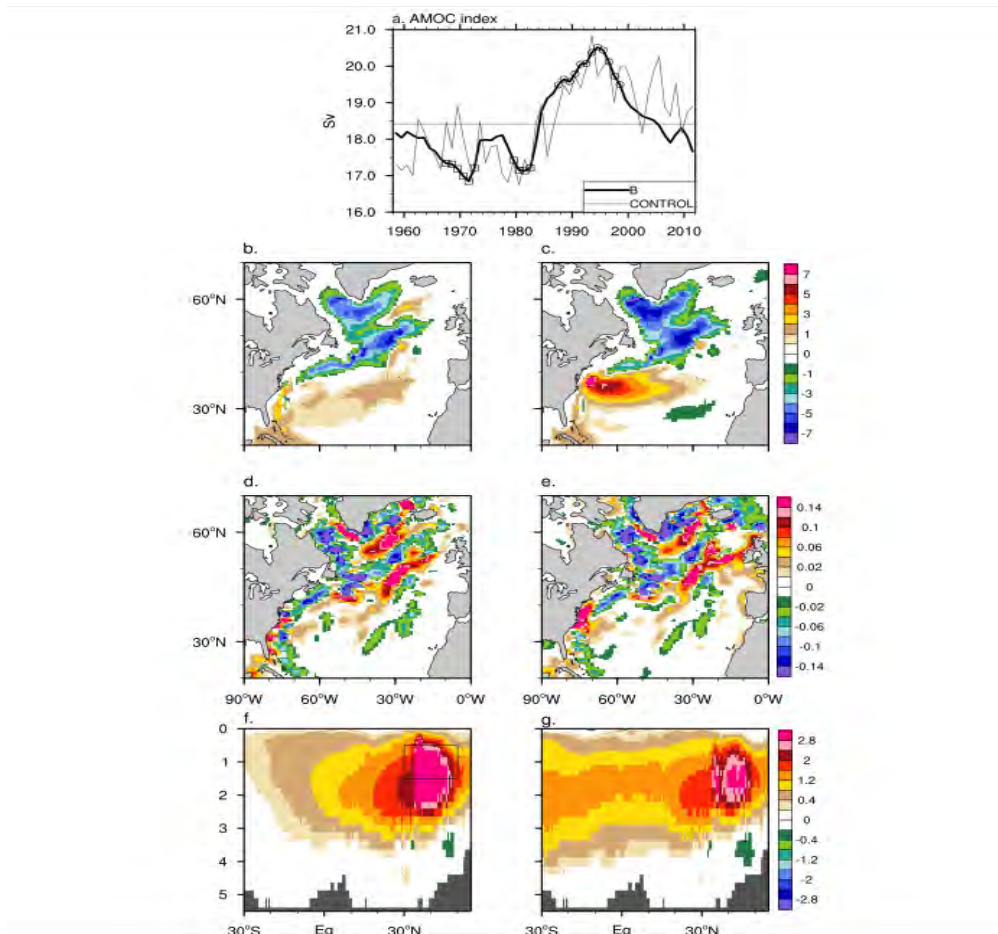 a. AMOC index
21.0
20.0
19.0
Sv
18.0
17.0
16.0
B
CONTROL
1960 1970 1980 1990 2000 2010
b. c.
60°N
30°N
7
5
3
1
0
-1
-3
-5
-7
d. e.
60°N
30°N
90°W 60°W 30°W 0°W 90°W 60°W 30°W 0°W
0.14
0.1
0.06
0.02
0
-0.02
-0.06
-0.1
-0.14
f. g.
0
1
2
3
4
5
30°S Eq 30°N 30°S Eq 30°N
2.8
2
1.2
0.4
0
-0.4
-1.2
-2
-2.8